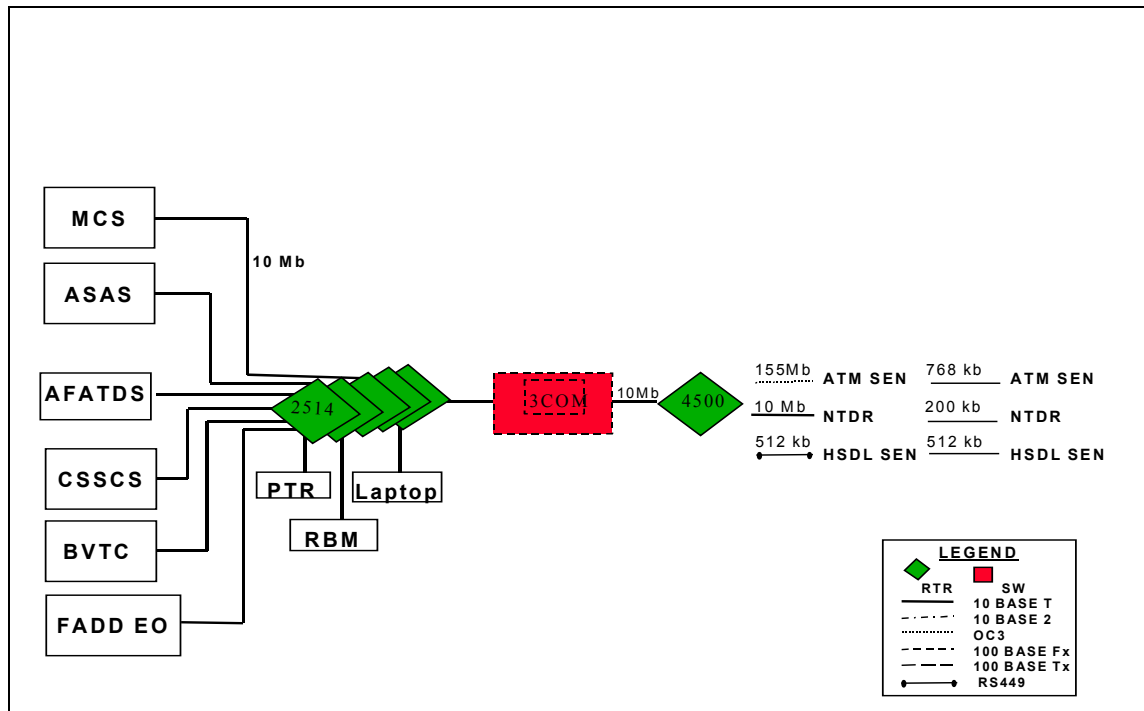 MCS
10 Mb
ASAS
155Mb
768 kb
ATM SEN
ATM SEN
AFATDS
2514
3COM
10Mb
4500
10 Mb
NTDR
200 kb
NTDR
512 kb
HSDL SEN
512 kb
HSDL SEN
CSSCS
PTR
Laptop
RBM
BVTC
FADD EO
LEGEND
RTR
SW
10 BASE T
10 BASE 2
OC3
100 BASE Fx
100 BASE Tx
RS449